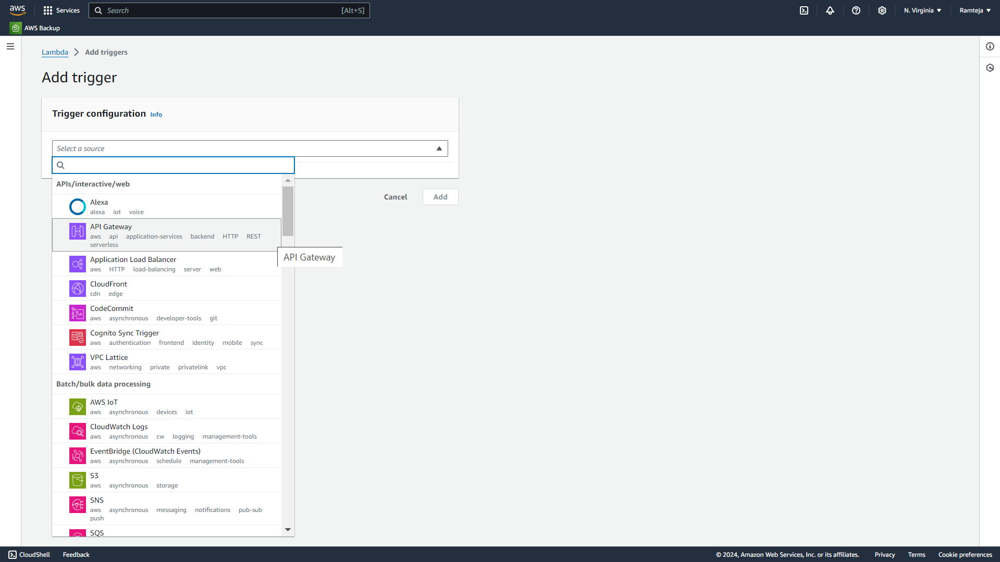 aws Services Search [Alt+S] N. Virginia Ramteja
AWS Backup
Lambda Add triggers
Add trigger
Trigger configuration Info
Select a source
APIs/interactive/web
Alexa
alexa iot voice
Cancel Add
API Gateway
aws api application-services backend HTTP REST
serverless
API Gateway
Application Load Balancer
aws HTTP load-balancing server web
CloudFront
cdn edge
CodeCommit
aws asynchronous developer-tools git
Cognito Sync Trigger
aws authentication frontend identity mobile sync
VPC Lattice
aws networking private privatelink vpc
Batch/bulk data processing
AWS IoT
aws asynchronous devices iot
CloudWatch Logs
aws asynchronous cw logging management-tools
EventBridge (CloudWatch Events)
aws asynchronous schedule management-tools
S3
aws asynchronous storage
SNS
aws asynchronous messaging notifications pub-sub
push
SQS
CloudShell Feedback © 2024, Amazon Web Services, Inc. or its affiliates. Privacy Terms Cookie preferences